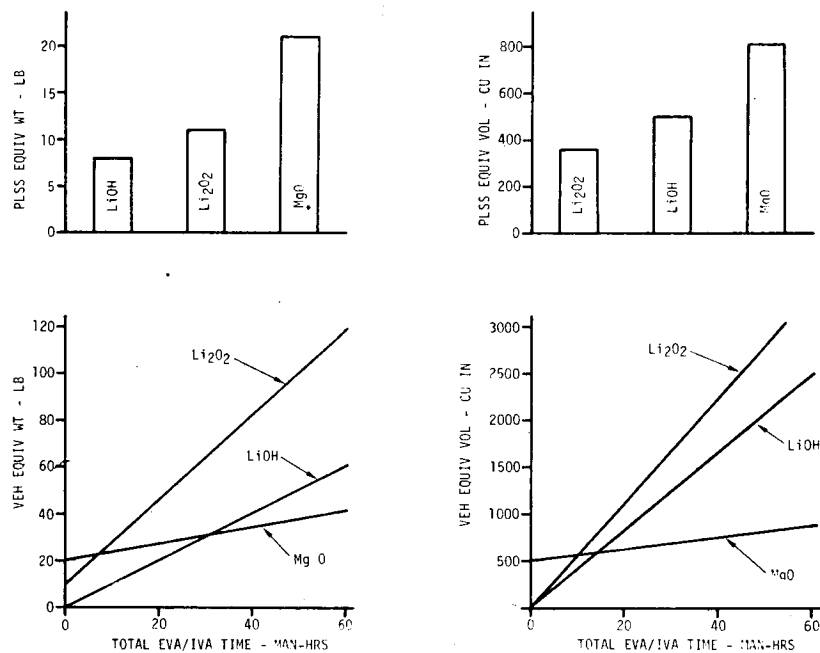 PLSS EQUIV WT - LB
20
15
10
5
0
LiOH
Li2O2
MgO
PLSS EQUIV VOL - CU IN
800
600
400
200
0
Li2O2
LiOH
MgO
VEH EQUIV WT - LB
120
100
80
60
40
20
0
Li2O2
LiOH
Mg O
0
20
40
60
TOTAL EVA/IVA TIME - MAN-HRS
VEH EQUIV VOL - CU IN
3000
2500
2000
1500
1000
500
0
Li2O2
LiOH
MgO
0
20
40
60
TOTAL EVA/IVA TIME - MAN-HRS